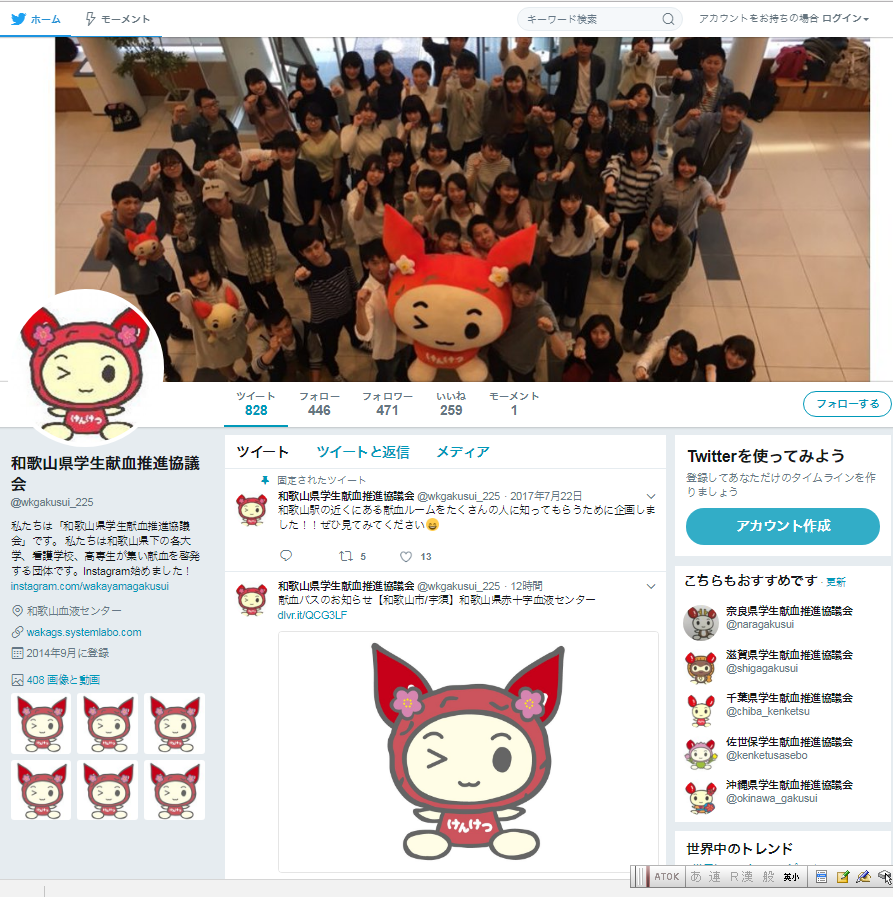 ホーム
モーメント
キーワード検索
アカウントをお持ちの場合 ログイン
けんけつ
けんけつ
ツイート
828
フォロー
446
フォロワー
471
いいね
259
モーメント
1
フォローする
和歌山県学生献血推進協議
会
@wkgakusui_225
私たちは「和歌山県学生献血推進協議
会」です。 私たちは和歌山県下の各大
学、看護学校、高専生が集い献血を啓発
する団体です。Instagram始めました！
instagram.com/wakayamagakusui
和歌山血液センター
wakags.systemlabo.com
2014年9月に登録
408 画像と動画
ツイート
ツイートと返信
メディア
固定されたツイート
和歌山県学生献血推進協議会 @wkgakusui_225 · 2017年7月22日
和歌山駅の近くにある献血ルームをたくさんの人に知ってもらうために企画しま
した！！ぜひ見てみてください😄
5
13
和歌山県学生献血推進協議会 @wkgakusui_225 · 12時間
献血バスのお知らせ【和歌山市/宇須】和歌山県赤十字血液センター
dlvr.it/QCG3LF
けんけつ
Twitterを使ってみよう
登録してあなただけのタイムラインを作
りましょう
アカウント作成
こちらもおすすめです · 更新
奈良県学生献血推進協議会
@naragakusui
滋賀県学生献血推進協議会
@shigagakusui
千葉県学生献血推進協議会
@chiba_kenketsu
佐世保学生献血推進協議会
@kenketusasebo
沖縄県学生献血推進協議会
@okinawa_gakusui
世界中のトレンド
ATOK あ 連 R漢 般 英小